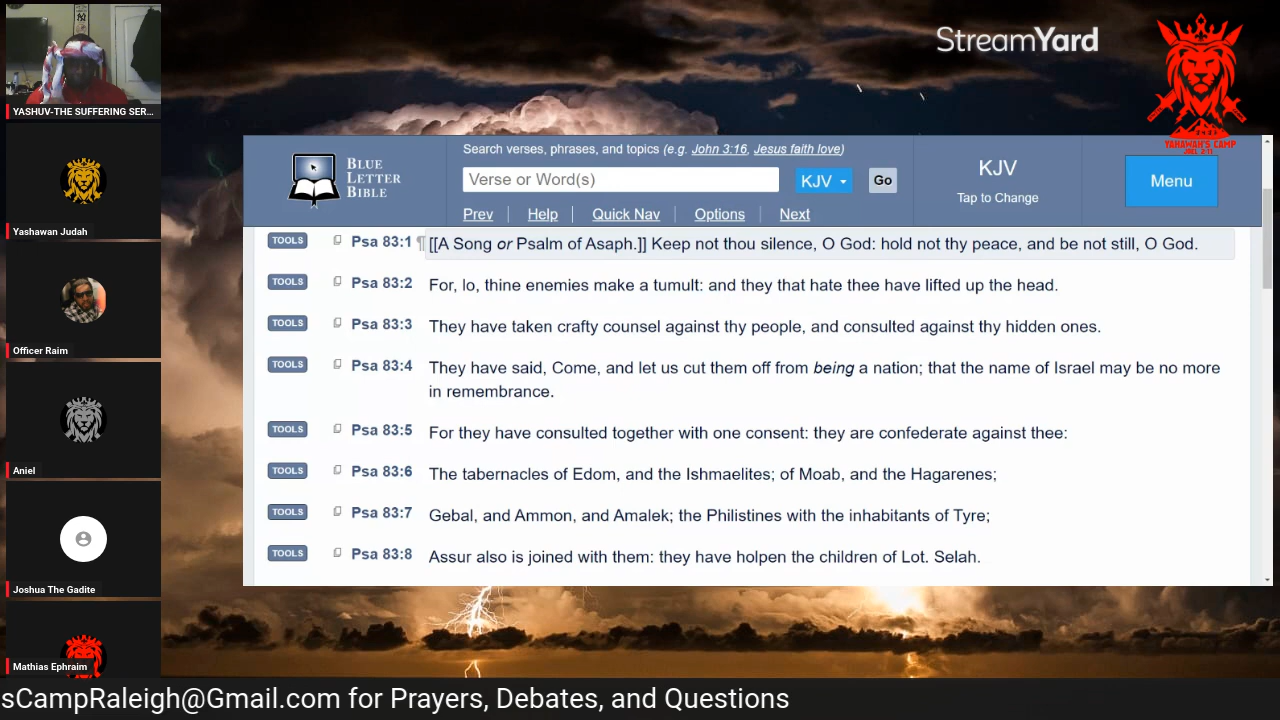 StreamYard
YAHAWAH'S CAMP
JOEL 2:11
YASHUV-THE SUFFERING SER...
Yashawan Judah
Officer Raim
Aniel
Joshua The Gadite
Mathias Ephraim
BLUE
LETTER
BIBLE
Search verses, phrases, and topics (e.g. John 3:16, Jesus faith love)
Verse or Word(s)
KJV
Go
Prev | Help | Quick Nav | Options | Next
KJV
Tap to Change
Menu
TOOLS Psa 83:1 ¶ [[A Song or Psalm of Asaph.]] Keep not thou silence, O God: hold not thy peace, and be not still, O God.
TOOLS Psa 83:2 For, lo, thine enemies make a tumult: and they that hate thee have lifted up the head.
TOOLS Psa 83:3 They have taken crafty counsel against thy people, and consulted against thy hidden ones.
TOOLS Psa 83:4 They have said, Come, and let us cut them off from being a nation; that the name of Israel may be no more
in remembrance.
TOOLS Psa 83:5 For they have consulted together with one consent: they are confederate against thee:
TOOLS Psa 83:6 The tabernacles of Edom, and the Ishmaelites; of Moab, and the Hagarenes;
TOOLS Psa 83:7 Gebal, and Ammon, and Amalek; the Philistines with the inhabitants of Tyre;
TOOLS Psa 83:8 Assur also is joined with them: they have holpen the children of Lot. Selah.
sCampRaleigh@Gmail.com for Prayers, Debates, and Questions